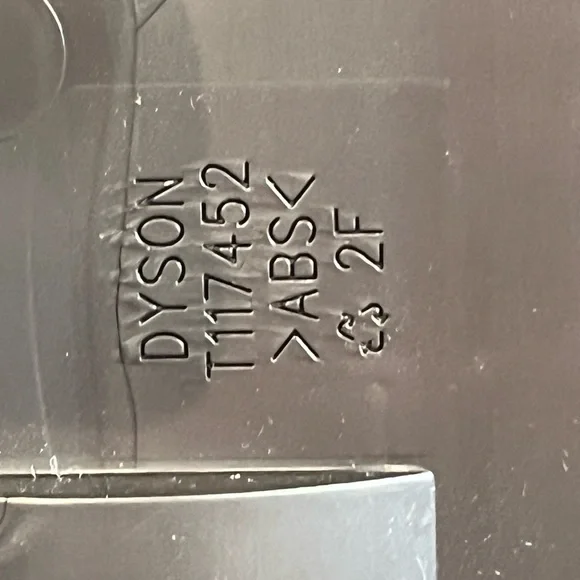 DYSON
T117452
>ABS<
♴ 2F